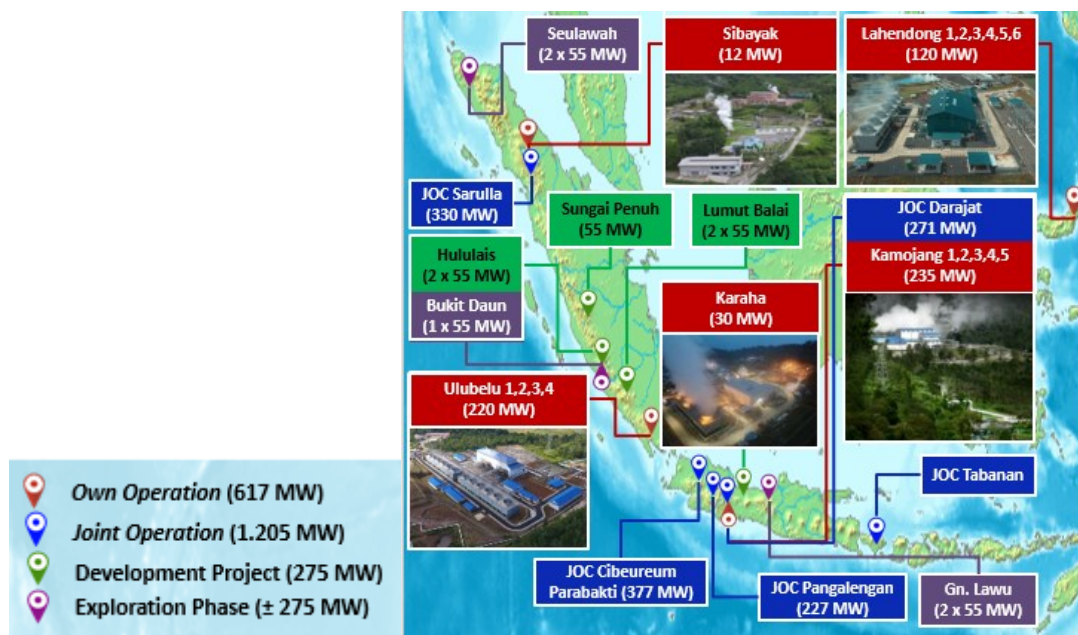 Seulawah
(2 x 55 MW)
Sibayak
(12 MW)
Lahendong 1,2,3,4,5,6
(120 MW)
JOC Sarulla
(330 MW)
Sungai Penuh
(55 MW)
Lumut Balai
(2 x 55 MW)
JOC Darajat
(271 MW)
Hululais
(2 x 55 MW)
Kamojang 1,2,3,4,5
(235 MW)
Bukit Daun
(1 x 55 MW)
Karaha
(30 MW)
Ulubelu 1,2,3,4
(220 MW)
JOC Tabanan
JOC Cibeureum
Parabakti (377 MW)
JOC Pangalengan
(227 MW)
Gn. Lawu
(2 x 55 MW)
Own Operation (617 MW)
Joint Operation (1.205 MW)
Development Project (275 MW)
Exploration Phase (± 275 MW)